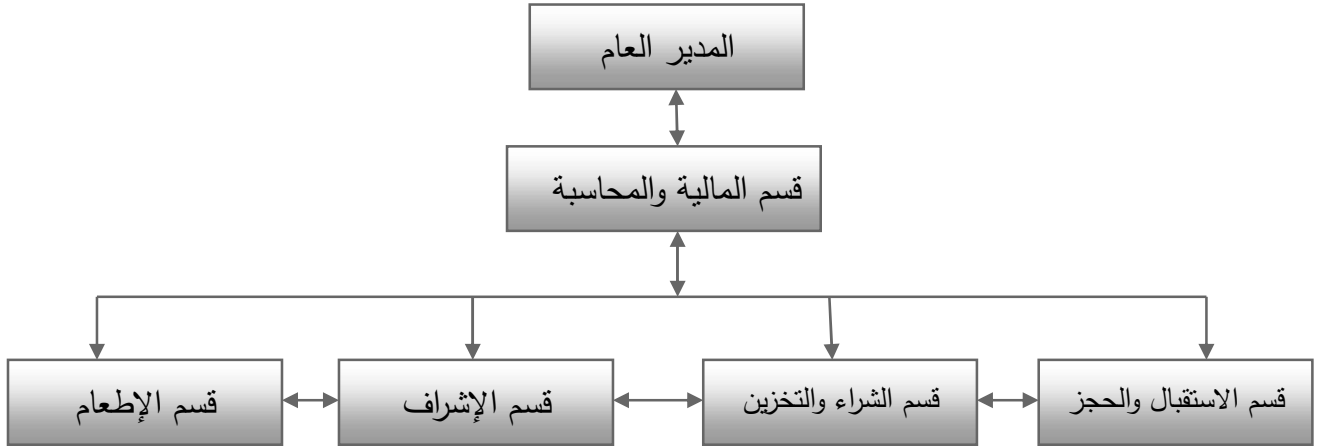 المدير العام
قسم المالية والمحاسبة
قسم الاستقبال والحجز
قسم الشراء والتخزين
قسم الإشراف
قسم الإطعام